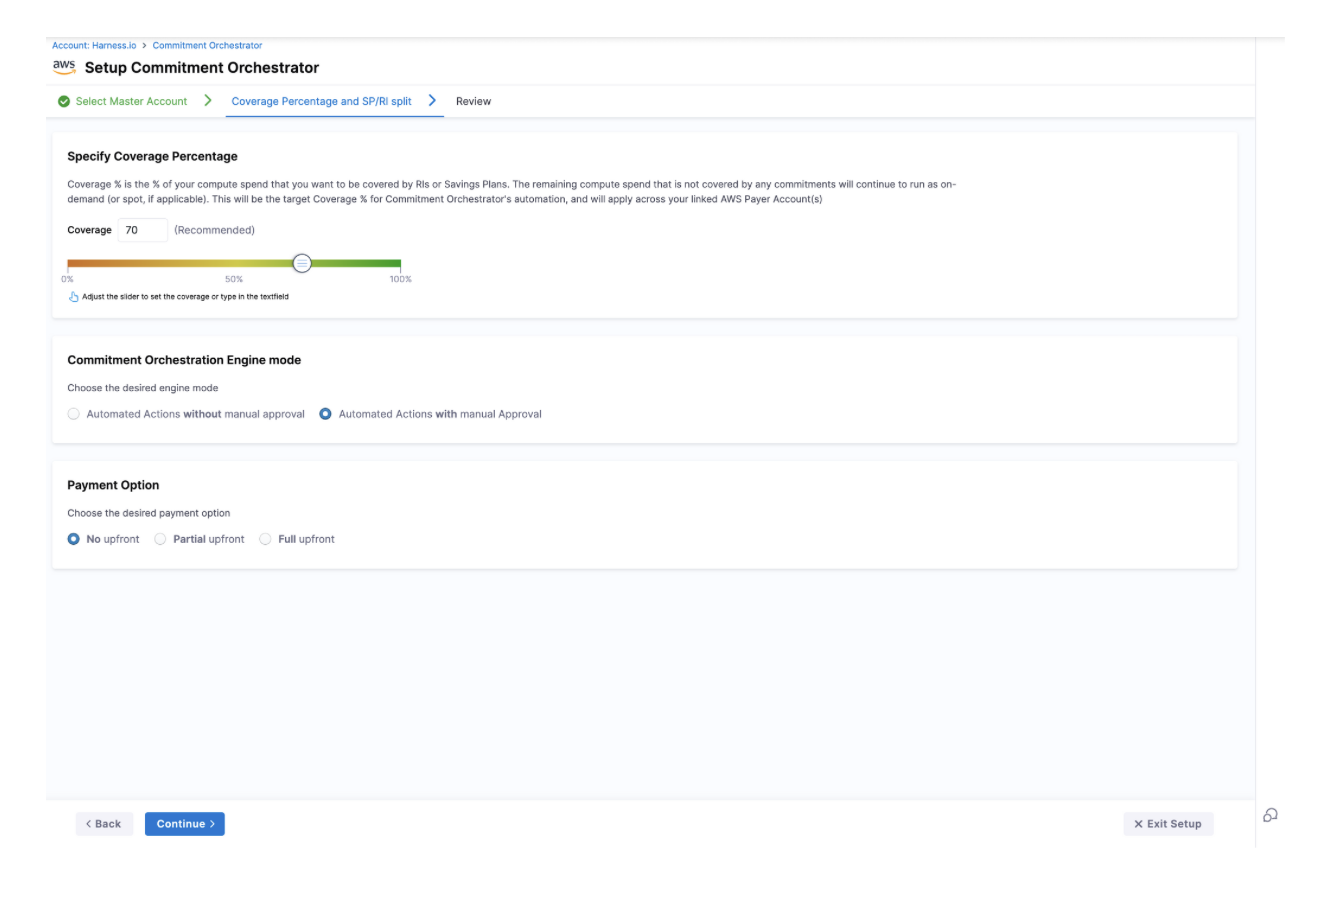 Account: Harness.io > Commitment Orchestrator
aws Setup Commitment Orchestrator
Select Master Account > Coverage Percentage and SP/RI split > Review
Specify Coverage Percentage
Coverage % is the % of your compute spend that you want to be covered by RIs or Savings Plans. The remaining compute spend that is not covered by any commitments will continue to run as on-
demand (or spot, if applicable). This will be the target Coverage % for Commitment Orchestrator's automation, and will apply across your linked AWS Payer Account(s)
Coverage 70 (Recommended)
0% 50% 100%
Adjust the slider to set the coverage or type in the textfield
Commitment Orchestration Engine mode
Choose the desired engine mode
Automated Actions without manual approval Automated Actions with manual Approval
Payment Option
Choose the desired payment option
No upfront Partial upfront Full upfront
< Back Continue > X Exit Setup